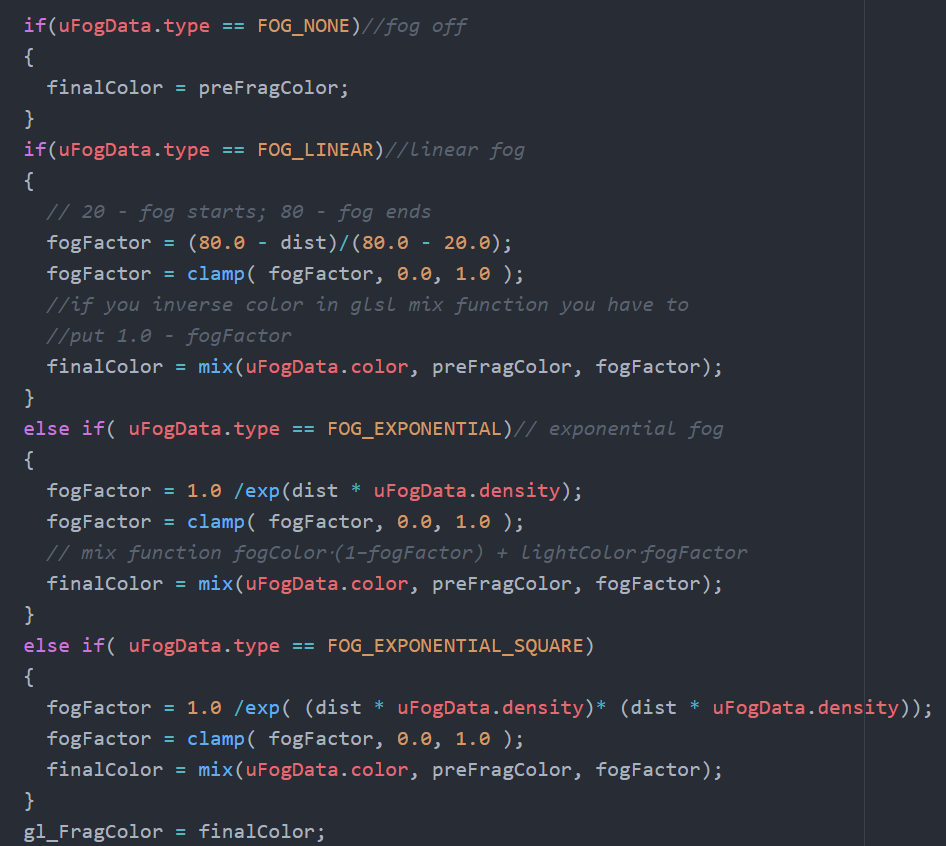 if(uFogData.type == FOG_NONE)//fog off
{
  finalColor = preFragColor;
}
if(uFogData.type == FOG_LINEAR)//linear fog
{
  // 20 - fog starts; 80 - fog ends
  fogFactor = (80.0 - dist)/(80.0 - 20.0);
  fogFactor = clamp( fogFactor, 0.0, 1.0 );
  //if you inverse color in glsl mix function you have to
  //put 1.0 - fogFactor
  finalColor = mix(uFogData.color, preFragColor, fogFactor);
}
else if( uFogData.type == FOG_EXPONENTIAL)// exponential fog
{
  fogFactor = 1.0 /exp(dist * uFogData.density);
  fogFactor = clamp( fogFactor, 0.0, 1.0 );
  // mix function fogColor⋅(1−fogFactor) + lightColor⋅fogFactor
  finalColor = mix(uFogData.color, preFragColor, fogFactor);
}
else if( uFogData.type == FOG_EXPONENTIAL_SQUARE)
{
  fogFactor = 1.0 /exp( (dist * uFogData.density)* (dist * uFogData.density));
  fogFactor = clamp( fogFactor, 0.0, 1.0 );
  finalColor = mix(uFogData.color, preFragColor, fogFactor);
}
gl_FragColor = finalColor;